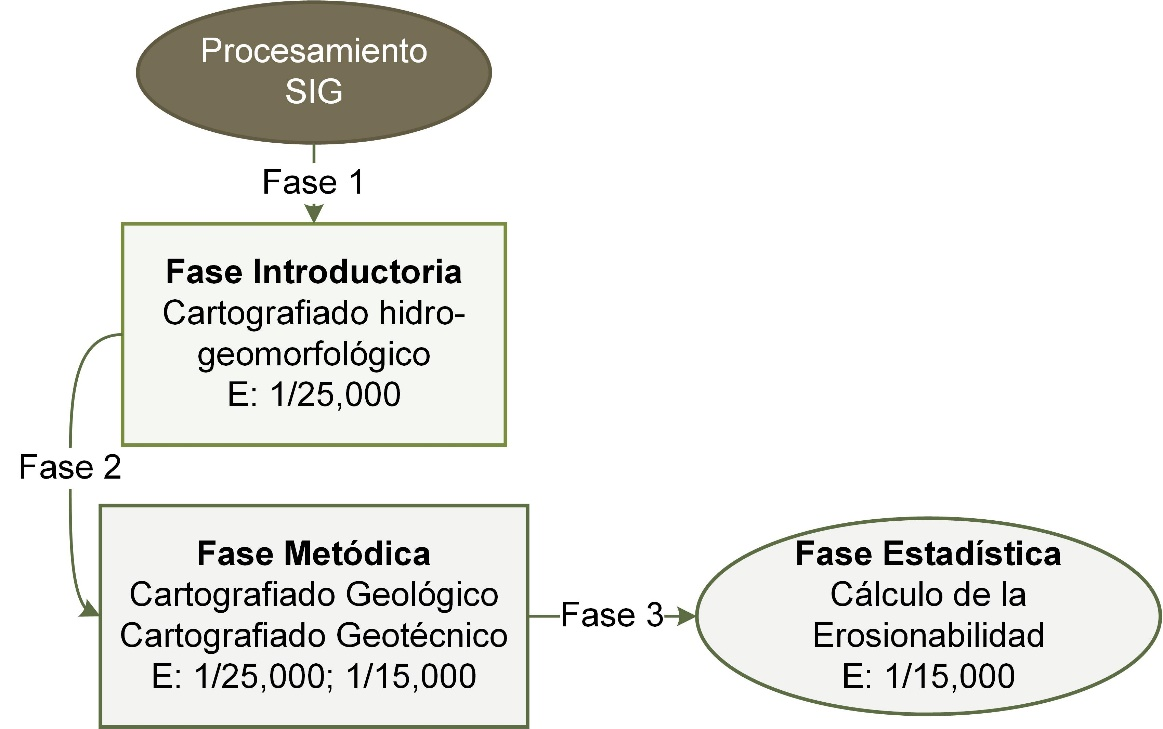 Procesamiento
SIG
Fase 1
Fase Introductoria
Cartografiado hidro-
geomorfológico
E: 1/25,000
Fase 2
Fase Metódica
Cartografiado Geológico
Cartografiado Geotécnico
E: 1/25,000; 1/15,000
Fase 3
Fase Estadística
Cálculo de la
Erosionabilidad
E: 1/15,000